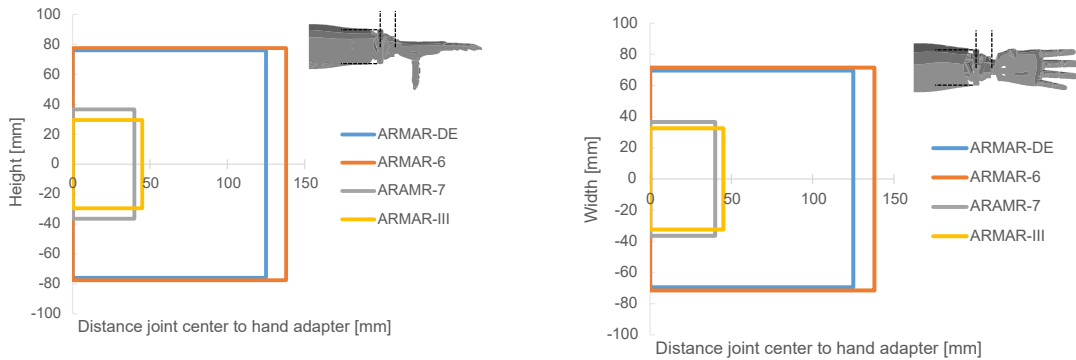 100
80
60
40
20
0
-20
-40
-60
-80
-100
0
50
100
150
Height [mm]
Distance joint center to hand adapter [mm]
ARMAR-DE
ARMAR-6
ARAMR-7
ARMAR-III
100
80
60
40
20
0
-20
-40
-60
-80
-100
0
50
100
150
Width [mm]
Distance joint center to hand adapter [mm]
ARMAR-DE
ARMAR-6
ARAMR-7
ARMAR-III